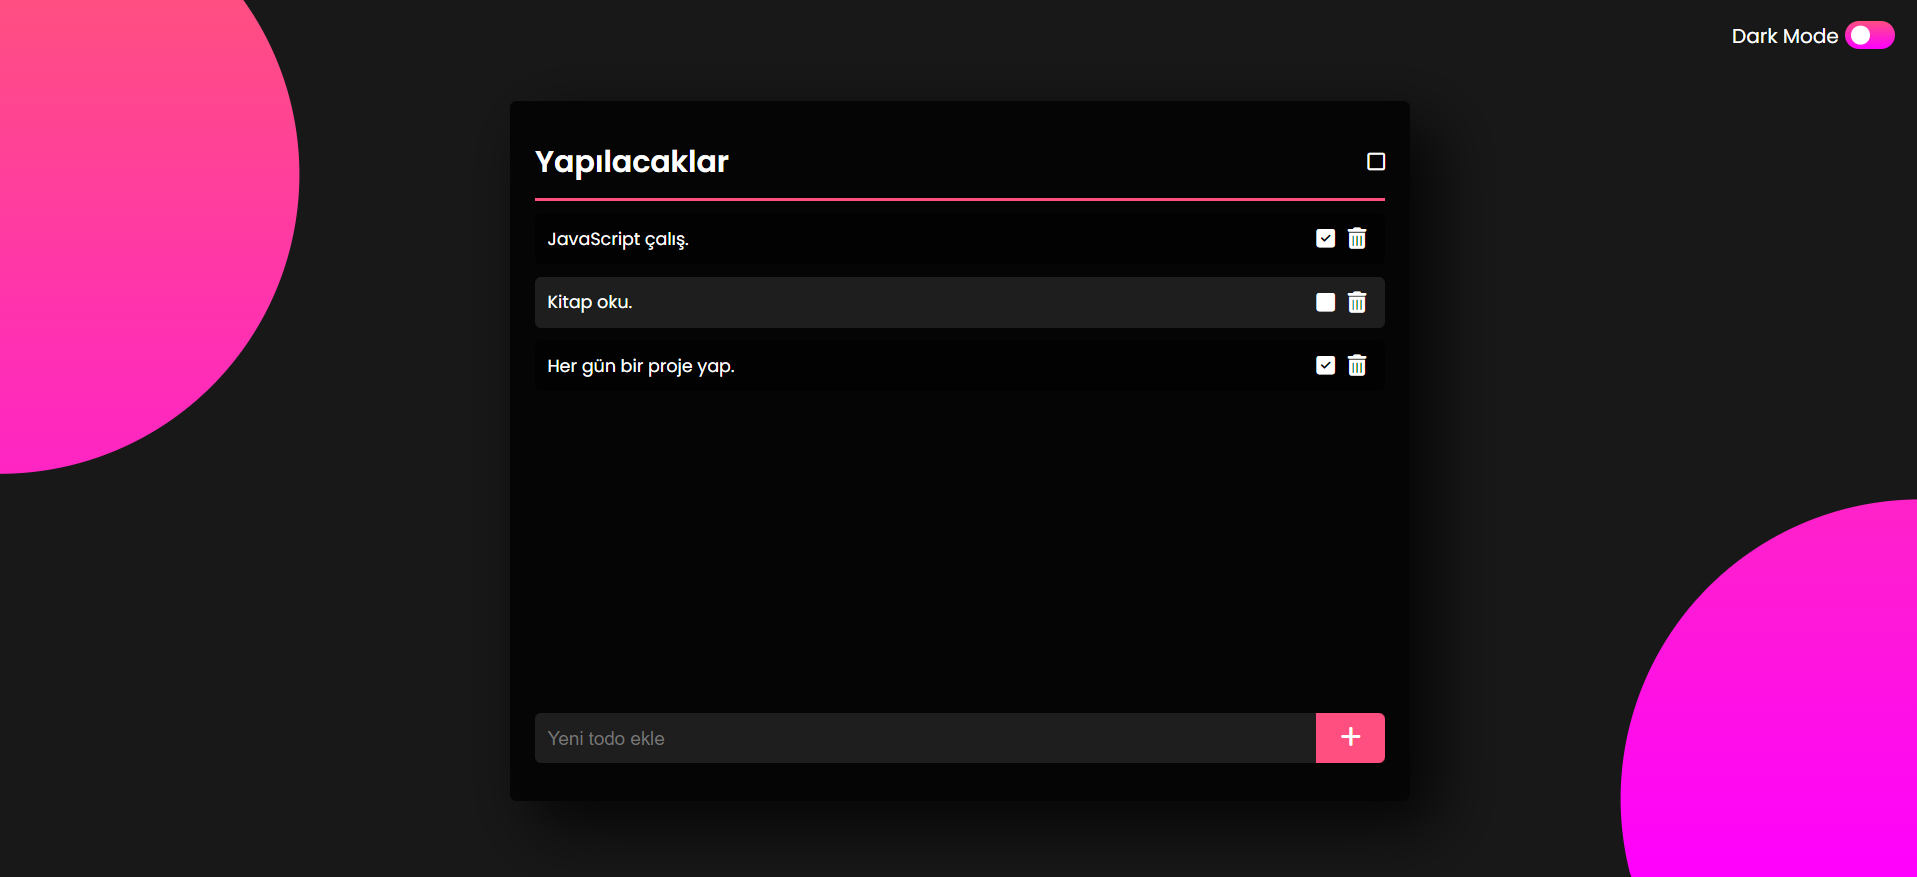 Dark Mode
Yapılacaklar
JavaScript çalış.
Kitap oku.
Her gün bir proje yap.
Yeni todo ekle